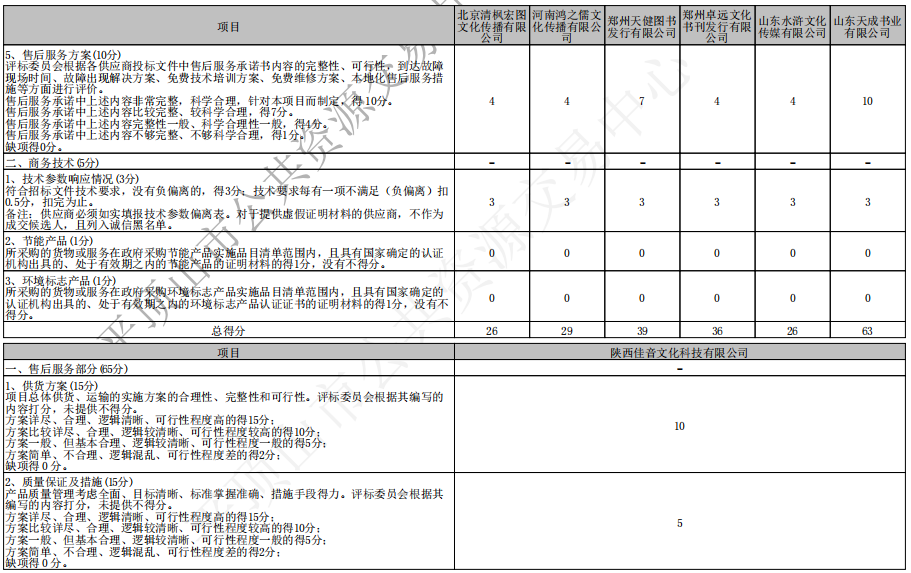 项目
北京清枫宏图文化传播有限公司
河南鸿之儒文化传播有限公司
郑州天健图书发行有限公司
郑州卓远文化书刊发行有限公司
山东水浒文化传媒有限公司
山东天成书业有限公司
5、售后服务方案(10分)
评标委员会根据各供应商投标文件中售后服务承诺书内容的完整性、可行性，到达故障
现场时间、故障出现解决方案、免费技术培训方案、免费维修方案、本地化售后服务措
施等方面进行评价。
售后服务承诺中上述内容非常完整，科学合理，针对本项目而制定，得10分。
售后服务承诺中上述内容比较完整、较科学合理，得7分。
售后服务承诺中上述内容完整性一般、科学合理性一般，得4分。
售后服务承诺中上述内容不够完整、不够科学合理，得1分。
缺项得0分。
4 4 7 4 4 10
二、商务技术(5分)
- - - - - -
1、技术参数响应情况(3分)
符合招标文件技术要求，没有负偏离的，得3分；技术要求每有一项不满足（负偏离）扣
0.5分，扣完为止。
备注：供应商必须如实填报技术参数偏离表。对于提供虚假证明材料的供应商，不作为
成交候选人，且列入诚信黑名单。
3 3 3 3 3 3
2、节能产品(1分)
所采购的货物或服务在政府采购节能产品实施品目清单范围内，且具有国家确定的认证
机构出具的、处于有效期之内的节能产品的证明材料的得1分，没有不得分。
0 0 0 0 0 0
3、环境标志产品(1分)
所采购的货物或服务在政府采购环境标志产品实施品目清单范围内，且具有国家确定的
认证机构出具的、处于有效期之内的环境标志产品认证证书的证明材料的得1分，没有不
得分。
0 0 0 0 0 0
总得分
26 29 39 36 26 63
项目
陕西佳音文化科技有限公司
一、售后服务部分(65分)
-
1、供货方案(15分)
项目总体供货、运输的实施方案的合理性、完整性和可行性。评标委员会根据其编写的
内容打分，未提供不得分。
方案详尽、合理、逻辑清晰、可行性程度高的得15分；
方案比较详尽、合理、逻辑较清晰、可行性程度较高的得10分；
方案一般、但基本合理、逻辑较清晰、可行性程度一般的得5分；
方案简单、不合理、逻辑混乱、可行性程度差的得2分；
缺项得0分。
10
2、质量保证及措施(15分)
产品质量管理考虑全面、目标清晰、标准掌握准确、措施手段得力。评标委员会根据其
编写的内容打分，未提供不得分。
方案详尽、合理、逻辑清晰、可行性程度高的得15分；
方案比较详尽、合理、逻辑较清晰、可行性程度较高的得10分；
方案一般、但基本合理、逻辑较清晰、可行性程度一般的得5分；
方案简单、不合理、逻辑混乱、可行性程度差的得2分；
缺项得0分。
5
平顶山市公共资源交易中心
平顶山市公共资源交易中心